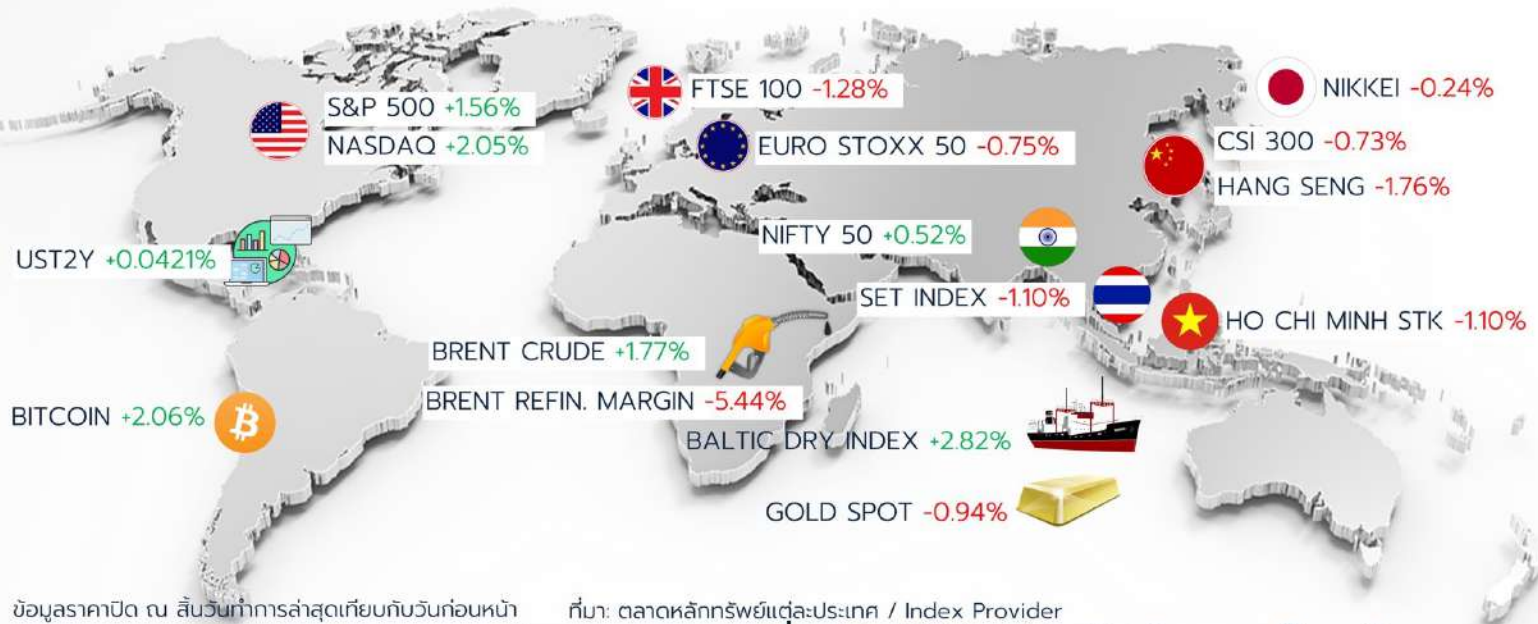 S&P 500 +1.56%
NASDAQ +2.05%
FTSE 100 -1.28%
EURO STOXX 50 -0.75%
NIKKEI -0.24%
CSI 300 -0.73%
HANG SENG -1.76%
UST2Y +0.0421%
NIFTY 50 +0.52%
SET INDEX -1.10%
HO CHI MINH STK -1.10%
BRENT CRUDE +1.77%
BRENT REFIN. MARGIN -5.44%
BITCOIN +2.06%
BALTIC DRY INDEX +2.82%
GOLD SPOT -0.94%
ข้อมูลราคาปิด ณ สิ้นวันทำการล่าสุดเทียบกับวันก่อนหน้า
ที่มา: ตลาดหลักทรัพย์แต่ละประเทศ / Index Provider